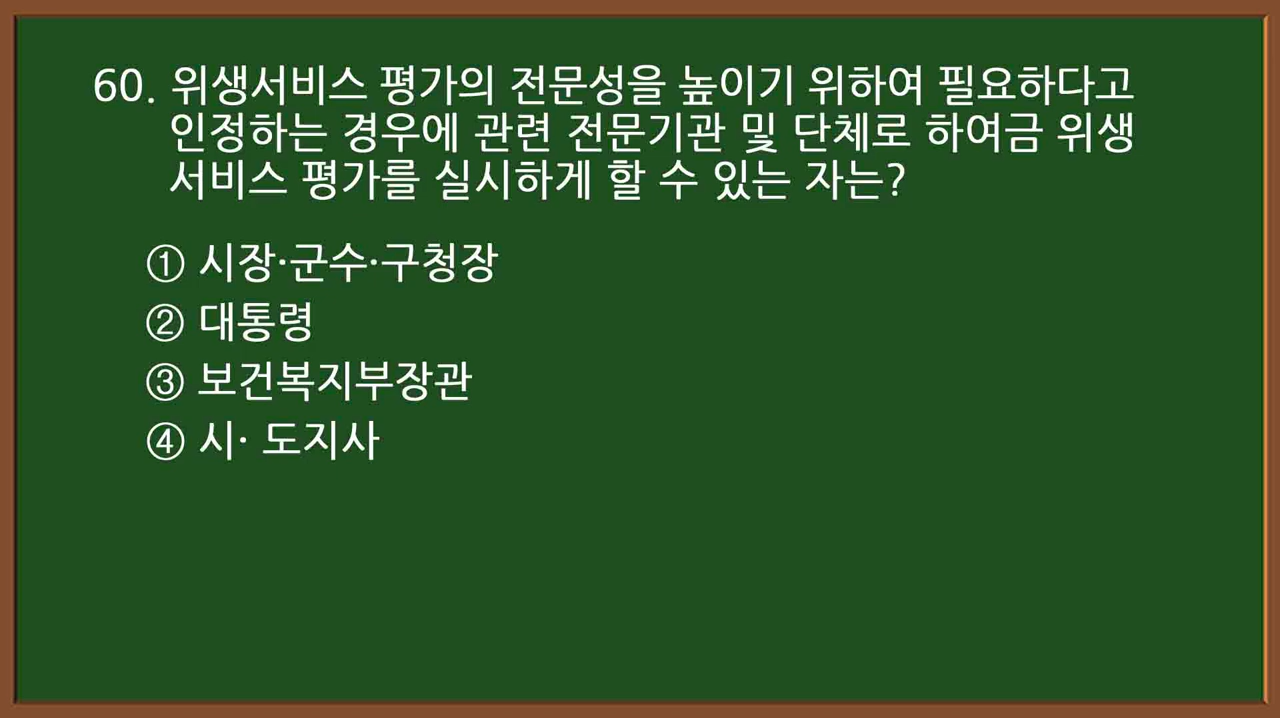 60. 위생서비스 평가의 전문성을 높이기 위하여 필요하다고
인정하는 경우에 관련 전문기관 및 단체로 하여금 위생
서비스 평가를 실시하게 할 수 있는 자는?
① 시장·군수·구청장
② 대통령
③ 보건복지부장관
④ 시· 도지사